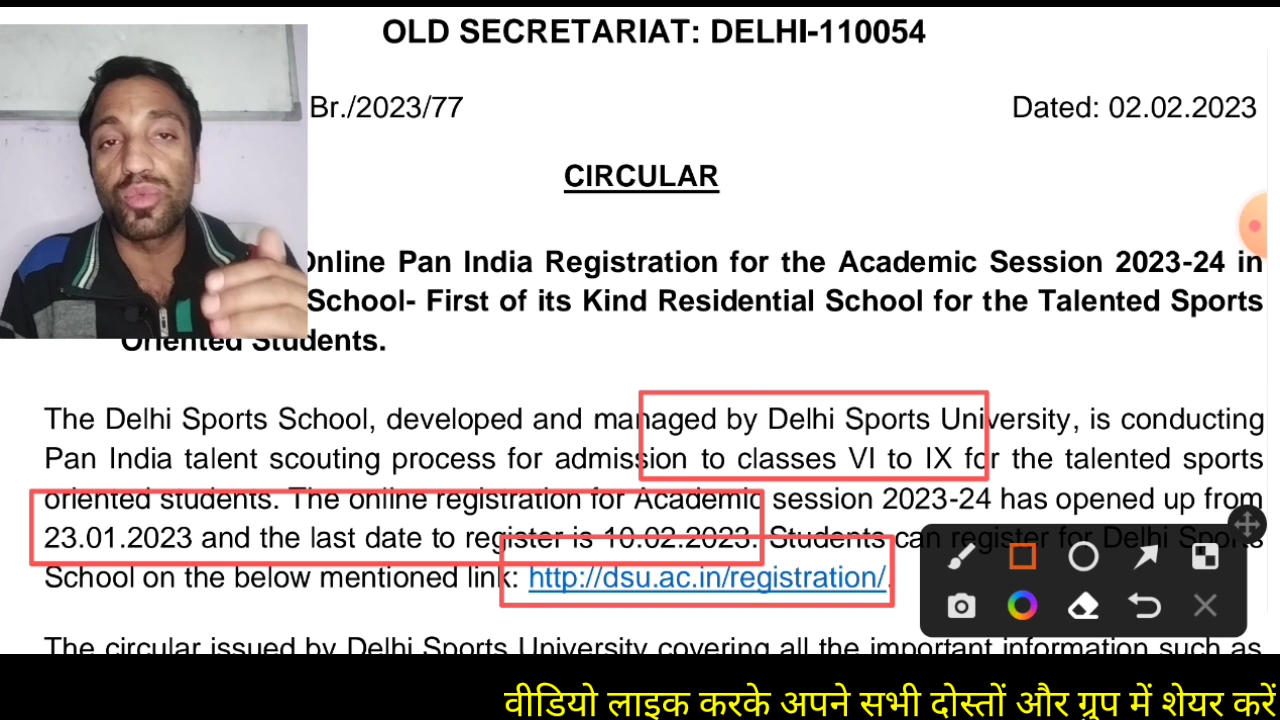 OLD SECRETARIAT: DELHI-110054
Br./2023/77 Dated: 02.02.2023
CIRCULAR
Online Pan India Registration for the Academic Session 2023-24 in
School- First of its Kind Residential School for the Talented Sports
Oriented Students.
The Delhi Sports School, developed and managed by Delhi Sports University, is conducting
Pan India talent scouting process for admission to classes VI to IX for the talented sports
oriented students. The online registration for Academic session 2023-24 has opened up from
23.01.2023 and the last date to register is 10.02.2023. Students can register for Delhi Sports
School on the below mentioned link: http://dsu.ac.in/registration/.
The circular issued by Delhi Sports University covering all the important information such as
वीडियो लाइक करके अपने सभी दोस्तों और ग्रुप में शेयर करें